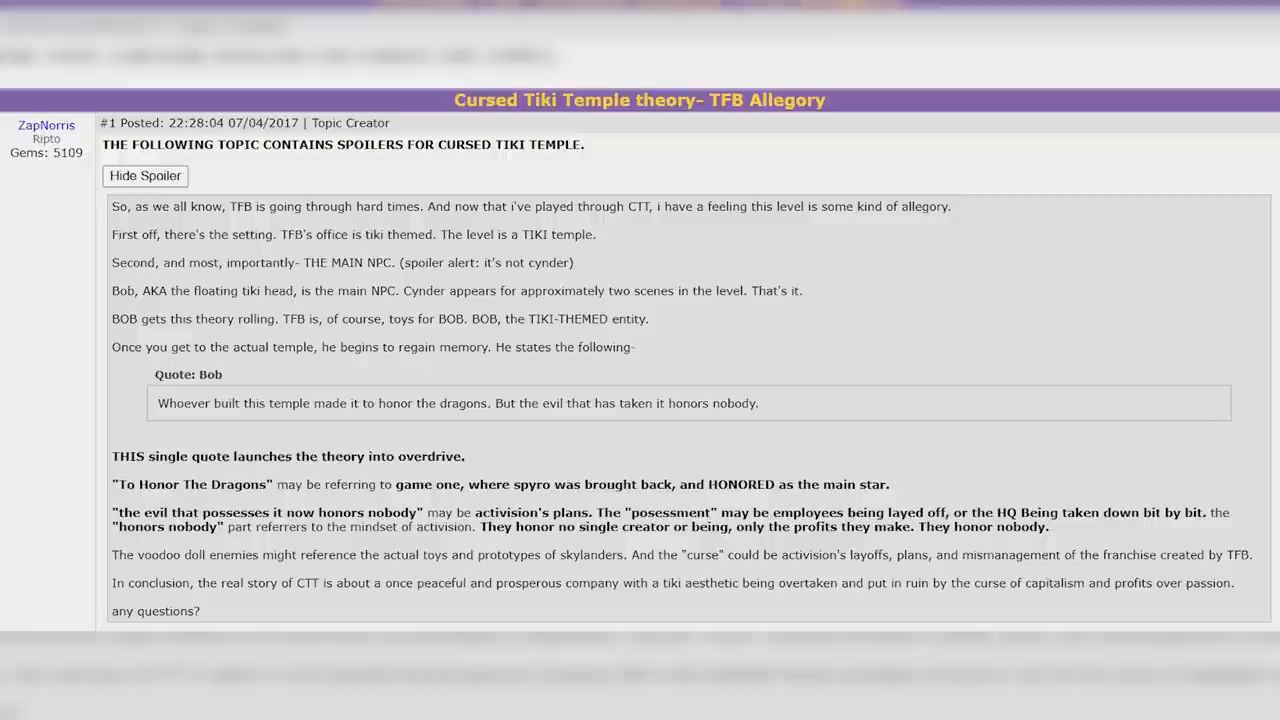 Cursed Tiki Temple theory- TFB Allegory
ZapNorris
Ripto
Gems: 5109
#1 Posted: 22:28:04 07/04/2017 | Topic Creator
THE FOLLOWING TOPIC CONTAINS SPOILERS FOR CURSED TIKI TEMPLE.
Hide Spoiler
So, as we all know, TFB is going through hard times. And now that i've played through CTT, i have a feeling this level is some kind of allegory.
First off, there's the setting. TFB's office is tiki themed. The level is a TIKI temple.
Second, and most, importantly- THE MAIN NPC. (spoiler alert: it's not cynder)
Bob, AKA the floating tiki head, is the main NPC. Cynder appears for approximately two scenes in the level. That's it.
BOB gets this theory rolling. TFB is, of course, toys for BOB. BOB, the TIKI-THEMED entity.
Once you get to the actual temple, he begins to regain memory. He states the following-
Quote: Bob
Whoever built this temple made it to honor the dragons. But the evil that has taken it honors nobody.
THIS single quote launches the theory into overdrive.
"To Honor The Dragons" may be referring to game one, where spyro was brought back, and HONORED as the main star.
"the evil that possesses it now honors nobody" may be activision's plans. The "posessment" may be employees being layed off, or the HQ Being taken down bit by bit. the
"honors nobody" part referrers to the mindset of activision. They honor no single creator or being, only the profits they make. They honor nobody.
The voodoo doll enemies might reference the actual toys and prototypes of skylanders. And the "curse" could be activision's layoffs, plans, and mismanagement of the franchise created by TFB.
In conclusion, the real story of CTT is about a once peaceful and prosperous company with a tiki aesthetic being overtaken and put in ruin by the curse of capitalism and profits over passion.
any questions?